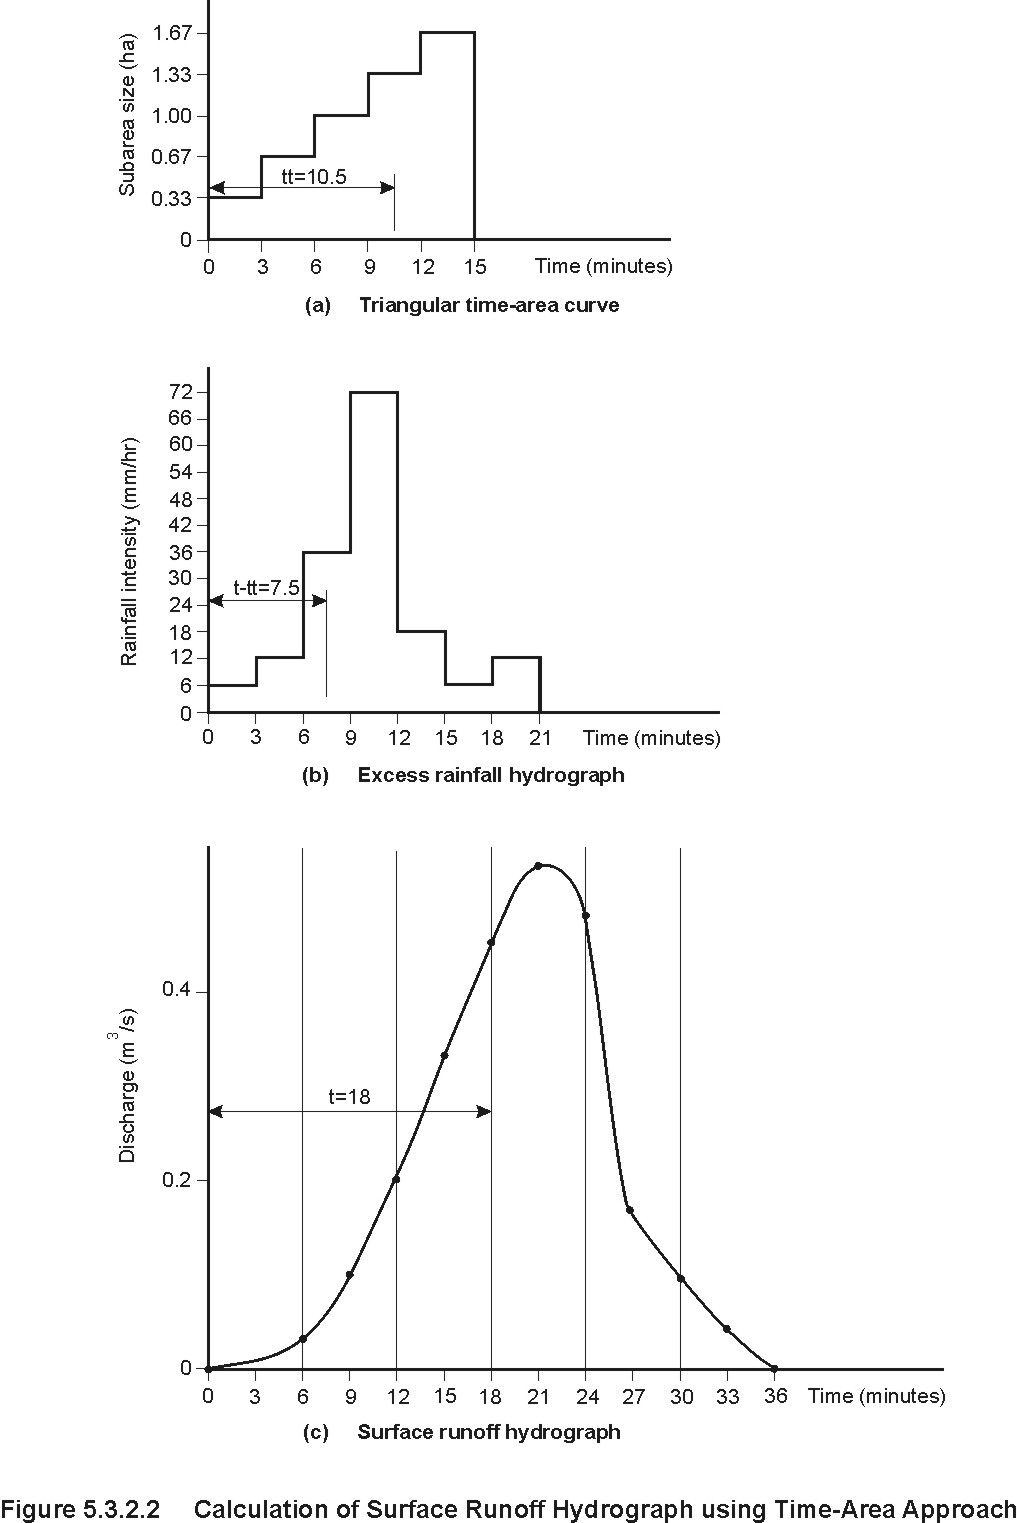 Subarea size (ha)
1.67
1.33
1.00
0.67
0.33
0
tt=10.5
0 3 6 9 12 15 Time (minutes)
(a) Triangular time-area curve
Rainfall intensity (mm/hr)
72
66
60
54
48
42
36
30
24
18
12
6
0
t-tt=7.5
0 3 6 9 12 15 18 21 Time (minutes)
(b) Excess rainfall hydrograph
Discharge (m³/s)
0.4
0.2
0
t=18
0 3 6 9 12 15 18 21 24 27 30 33 36 Time (minutes)
(c) Surface runoff hydrograph
Figure 5.3.2.2 Calculation of Surface Runoff Hydrograph using Time-Area Approach